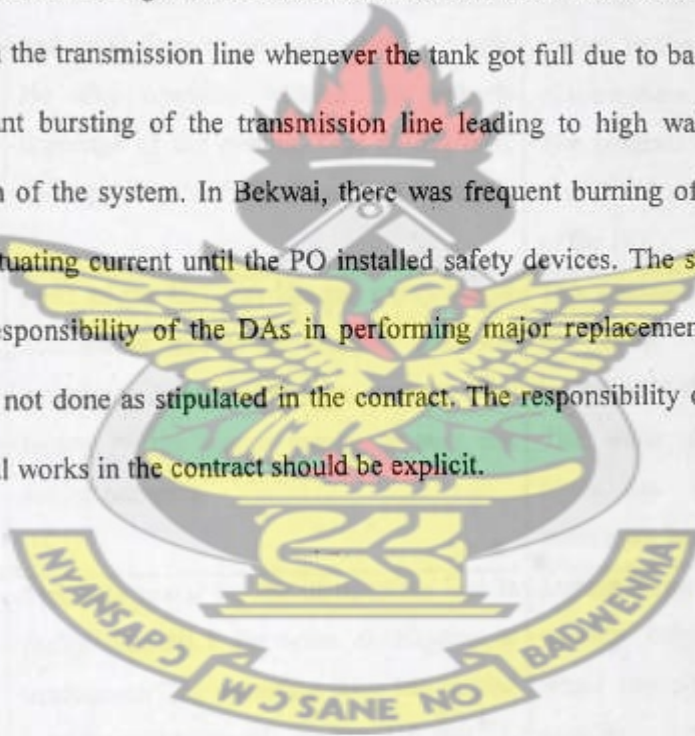 the transmission line whenever the tank got full due to ba
nt bursting of the transmission line leading to high wa
of the system. In Bekwai, there was frequent burning of
tuating current until the PO installed safety devices. The s
esponsibility of the DAs in performing major replacemen
not done as stipulated in the contract. The responsibility
l works in the contract should be explicit.
NYANSAPƆ
WƆSANE NO
BADWENMA